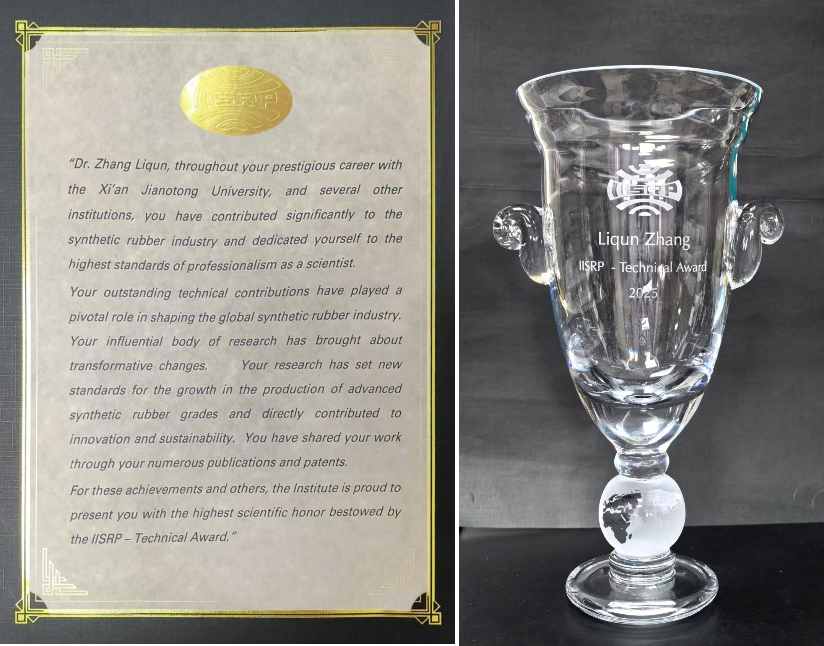 IISRP
"Dr. Zhang Liqun, throughout your prestigious career with
the Xi'an Jianotong University, and several other
institutions, you have contributed significantly to the
synthetic rubber industry and dedicated yourself to the
highest standards of professionalism as a scientist.
Your outstanding technical contributions have played a
pivotal role in shaping the global synthetic rubber industry.
Your influential body of research has brought about
transformative changes. Your research has set new
standards for the growth in the production of advanced
synthetic rubber grades and directly contributed to
innovation and sustainability. You have shared your work
through your numerous publications and patents.
For these achievements and others, the Institute is proud to
present you with the highest scientific honor bestowed by
the IISRP – Technical Award."
IISRP
Liqun Zhang
IISRP - Technical Award
2025